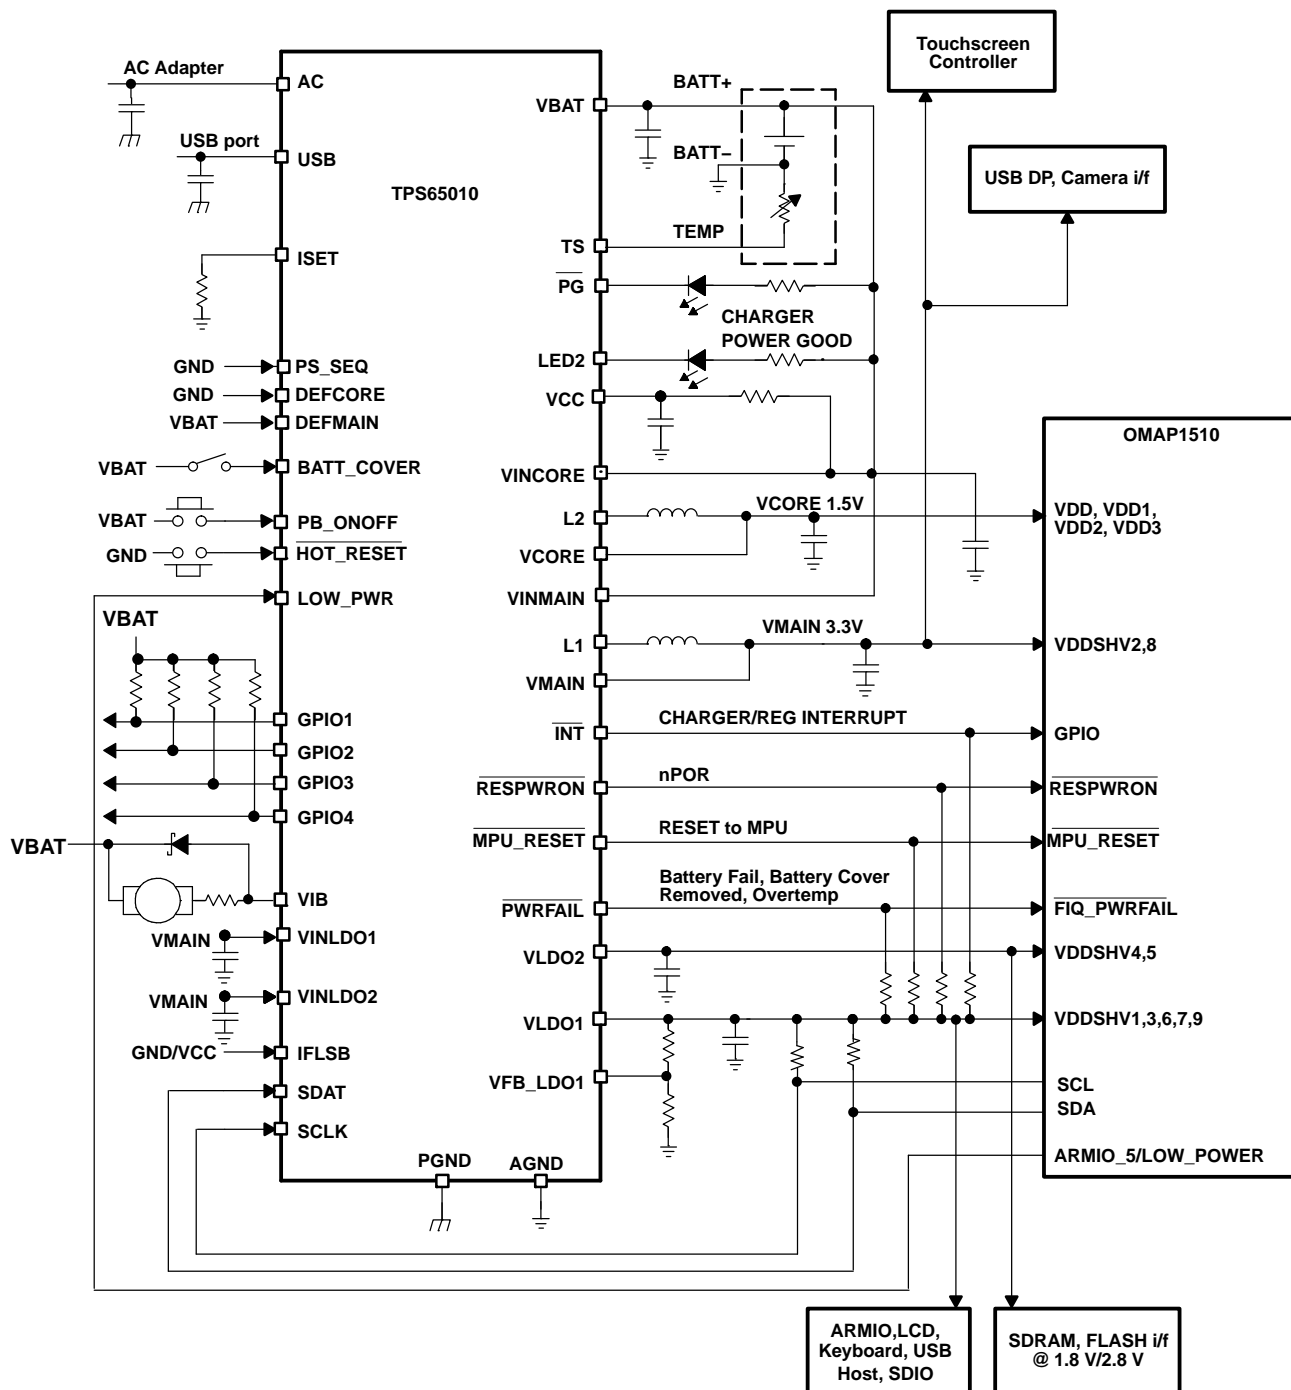 Touchscreen
Controller
AC Adapter
AC
USB port
USB
TPS65010
ISET
GND
PS_SEQ
GND
DEFCORE
VBAT
DEFMAIN
VBAT
BATT_COVER
VBAT
PB_ONOFF
GND
HOT_RESET
LOW_PWR
VBAT
GPIO1
GPIO2
GPIO3
GPIO4
VBAT
VIB
VMAIN
VINLDO1
VMAIN
VINLDO2
GND/VCC
IFLSB
SDAT
SCLK
PGND
AGND
VBAT
BATT+
BATT–
TEMP
TS
PG
CHARGER
POWER GOOD
LED2
VCC
VINCORE
L2
VCORE 1.5V
VCORE
VINMAIN
L1
VMAIN 3.3V
VMAIN
INT
CHARGER/REG INTERRUPT
RESPWRON
nPOR
MPU_RESET
RESET to MPU
Battery Fail, Battery Cover
Removed, Overtemp
PWRFAIL
VLDO2
VLDO1
VFB_LDO1
USB DP, Camera i/f
OMAP1510
VDD, VDD1,
VDD2, VDD3
VDDSHV2,8
GPIO
RESPWRON
MPU_RESET
FIQ_PWRFAIL
VDDSHV4,5
VDDSHV1,3,6,7,9
SCL
SDA
ARMIO_5/LOW_POWER
ARMIO,LCD,
Keyboard, USB
Host, SDIO
SDRAM, FLASH i/f
@ 1.8 V/2.8 V